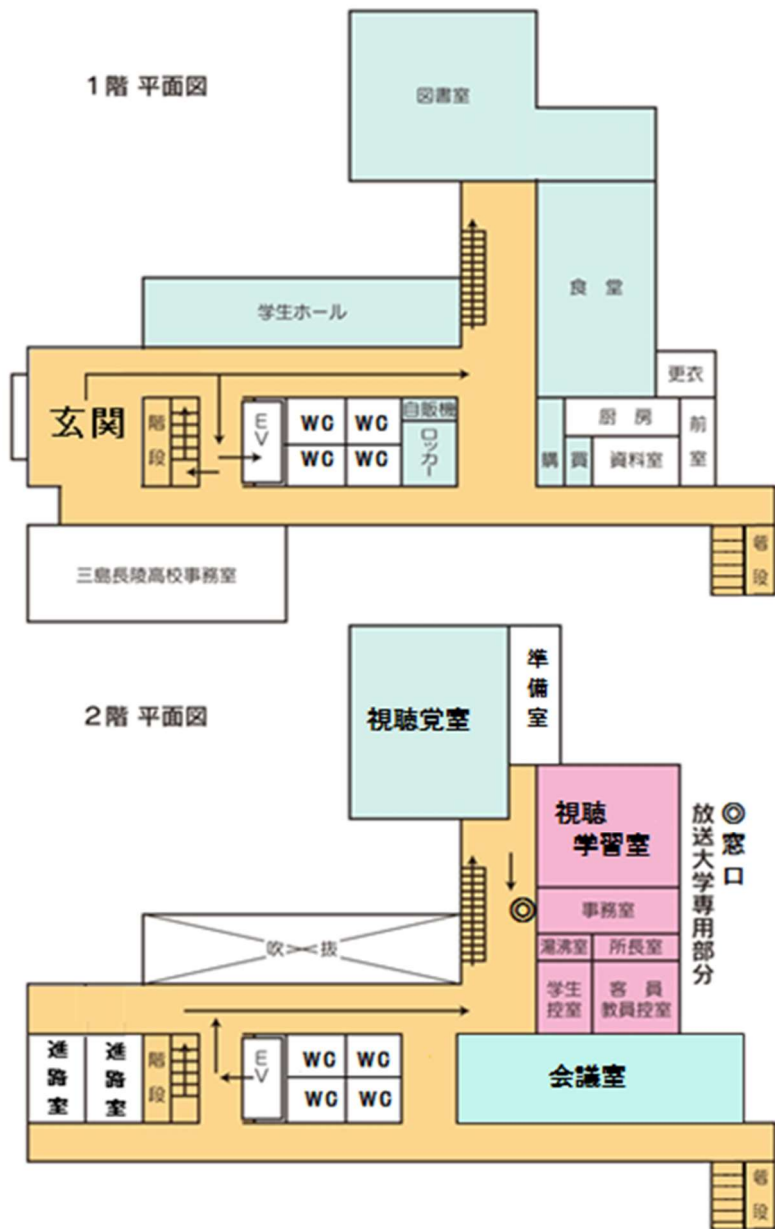 1階 平面図
図書室
学生ホール
食 堂
更衣
玄関
階段
EV
WC WC
WC WC
自販機
ロッカー
購 買
厨 房
資料室
前室
三島長陵高校事務室
階段
2階 平面図
視聴覚室
準備室
視聴
学習室
◎窓口
放送大学専用部分
◎
事務室
湯沸室
所長室
学生
控室
客 員
教員控室
吹 抜
進路室
進路室
階段
EV
WC WC
WC WC
会議室
階段